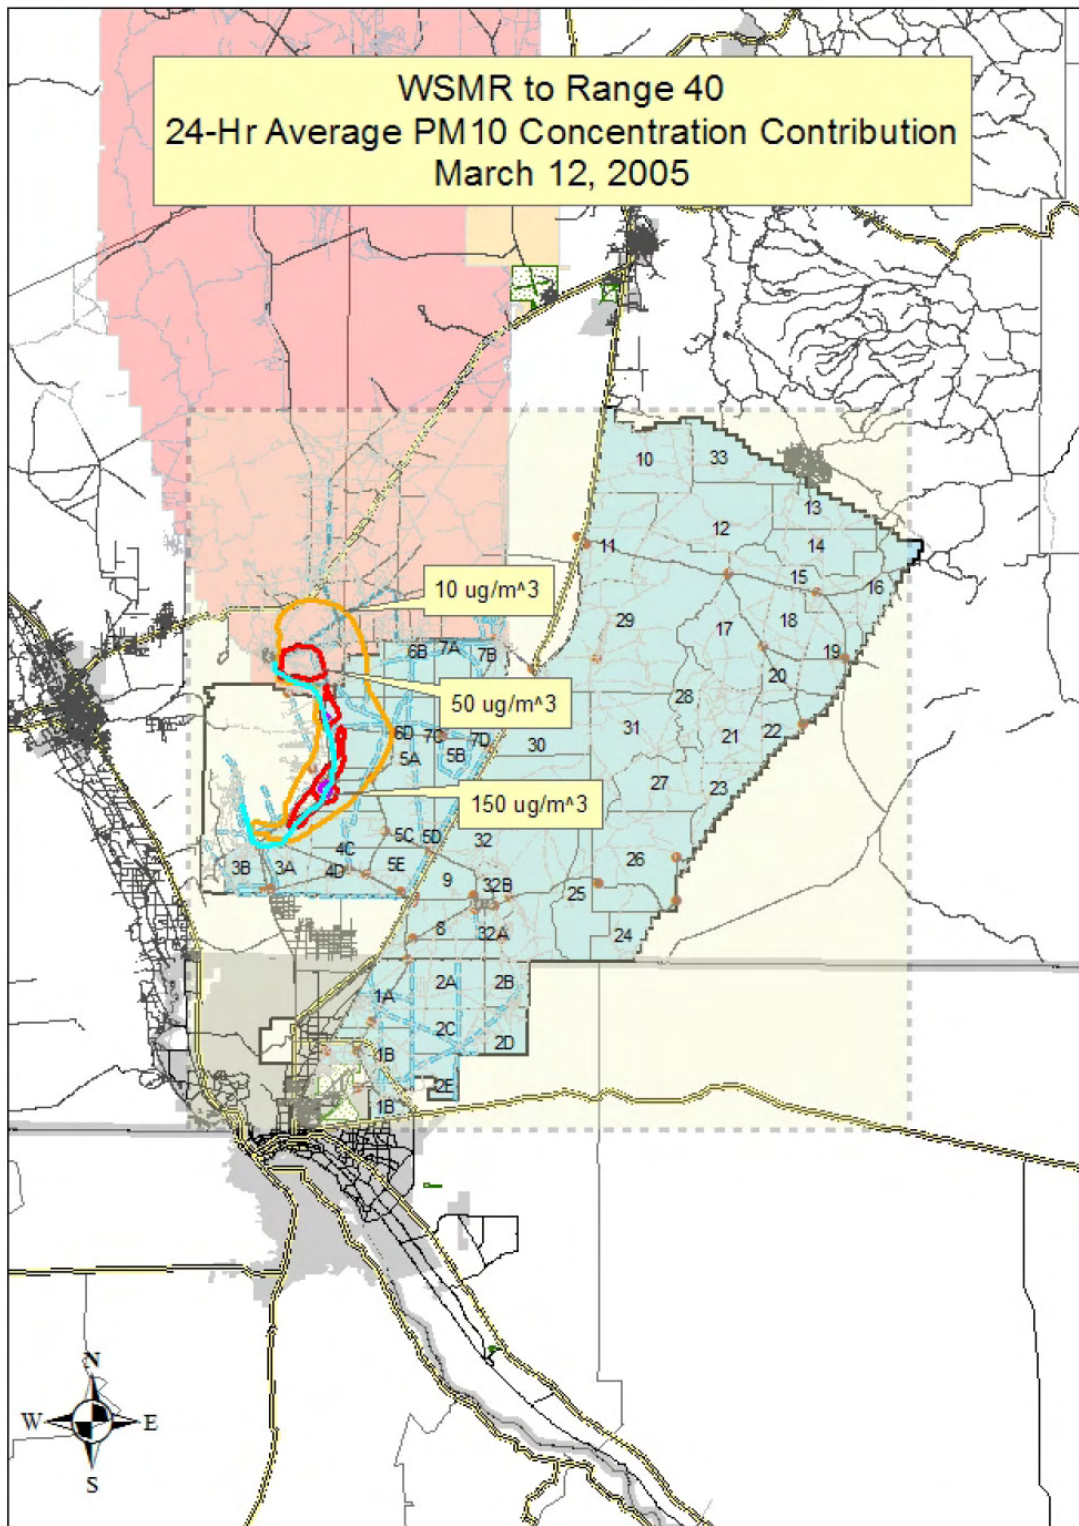 WSMR to Range 40
24-Hr Average PM10 Concentration Contribution
March 12, 2005
10
33
13
12
14
11
15
16
10 ug/m^3
29
17
18
6B
7A
7B
19
20
50 ug/m^3
28
6D
7C
7D
31
21
22
5A
5B
30
27
23
150 ug/m^3
4C
5C
5D
32
26
3B
3A
4D
5E
9
32B
25
8
32A
24
1A
2A
2B
2C
2D
1B
2E
1B
N
W
E
S